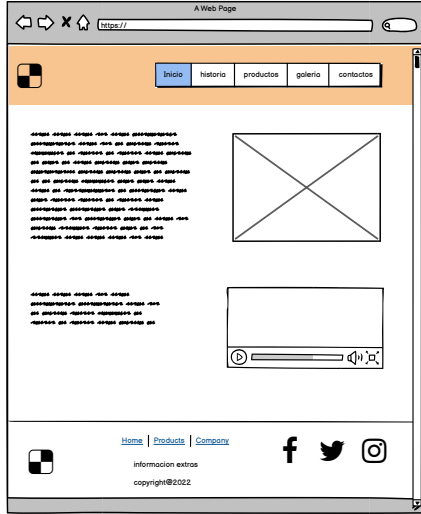 A Web Page
https://
Inicio historia productos galeria contactos
Home Products Company
informacion extras
copyright@2022